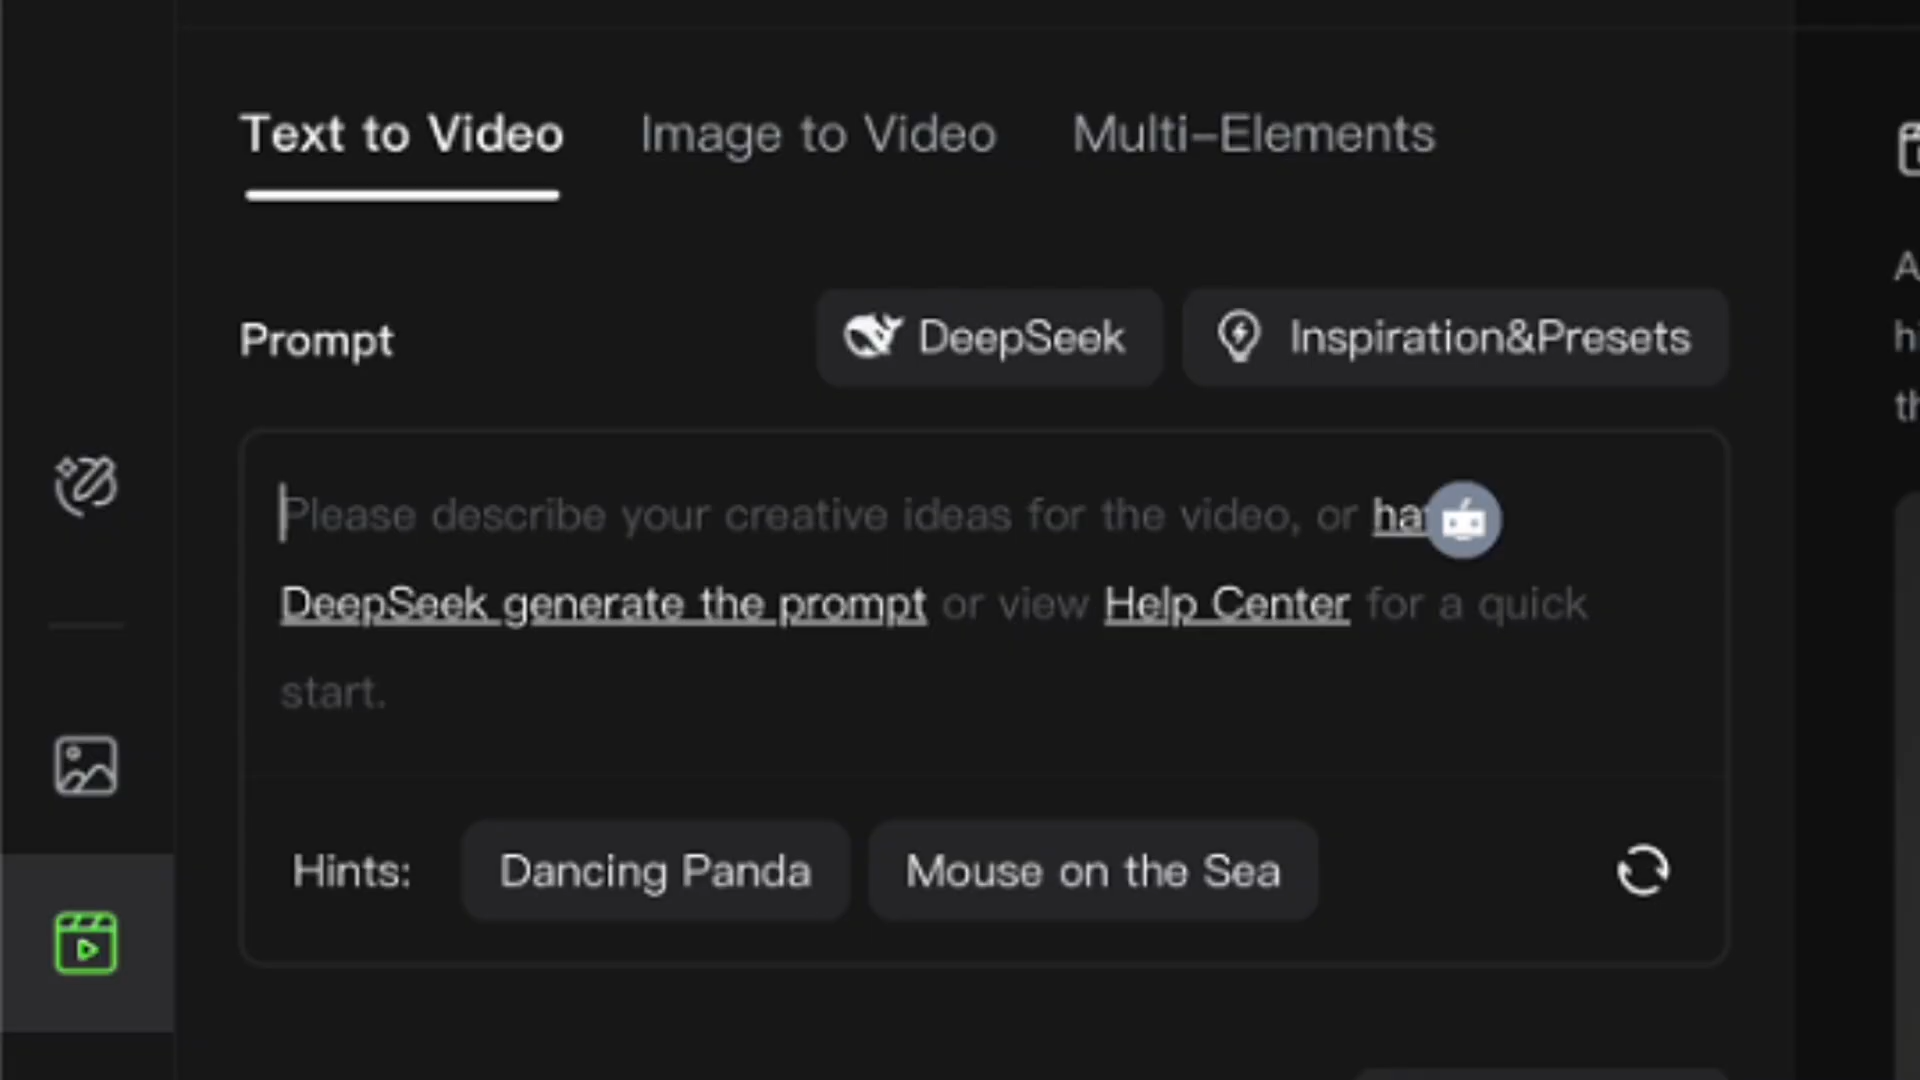 Text to Video Image to Video Multi-Elements
Prompt DeepSeek Inspiration&Presets
Please describe your creative ideas for the video, or
DeepSeek generate the prompt or view Help Center for a quick
start.
Hints: Dancing Panda Mouse on the Sea